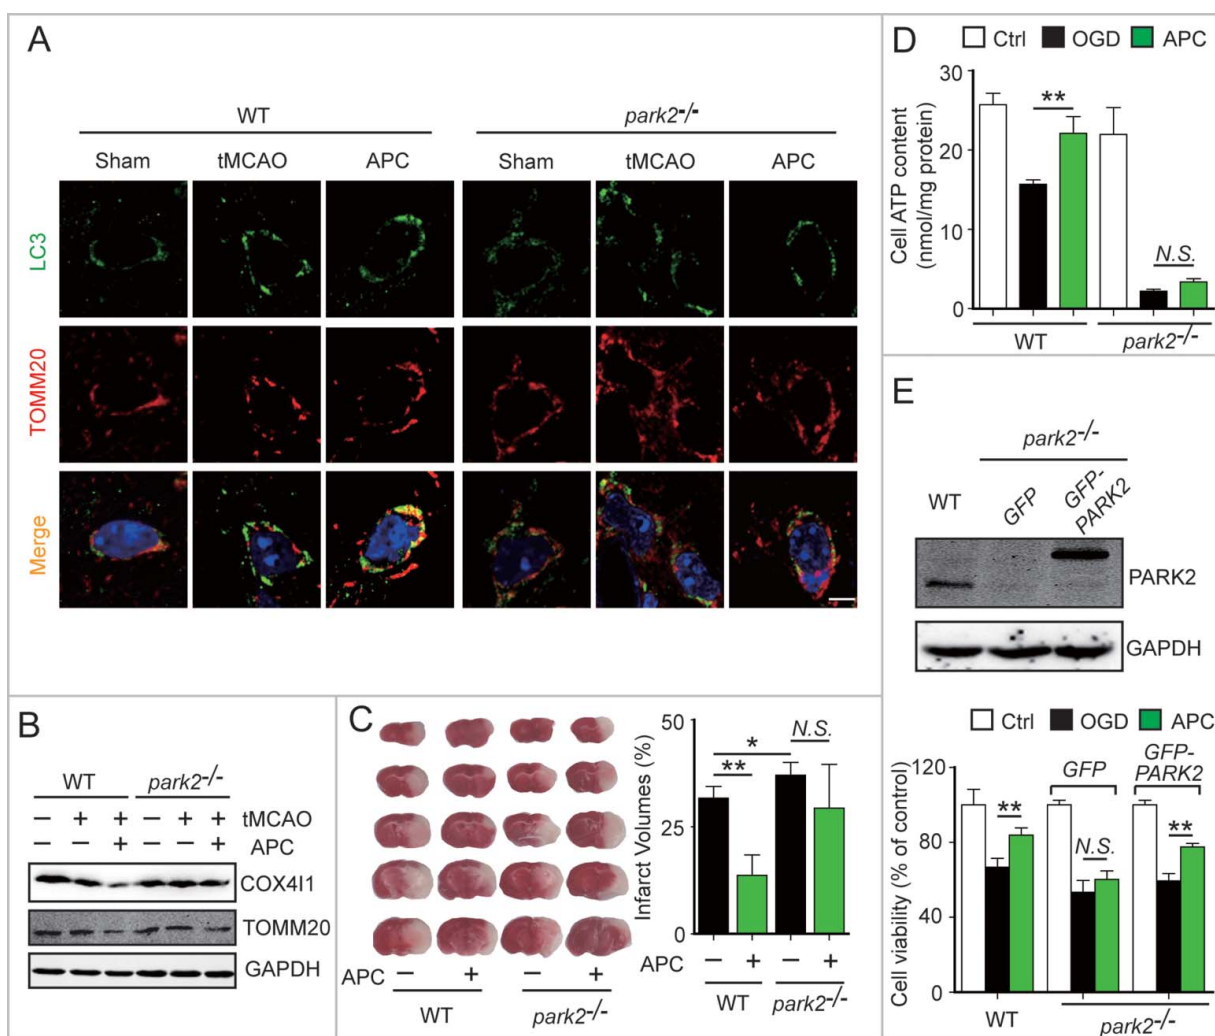 A
WT
park2-/-
Sham
tMCAO
APC
Sham
tMCAO
APC
LC3
TOMM20
Merge
B
WT
park2-/-
− + + − + + tMCAO
− − + − − + APC
COX4I1
TOMM20
GAPDH
C
APC − + − +
WT
park2-/-
Infarct Volumes (%)
50
25
0
*
**
N.S.
APC − + − +
WT
park2-/-
D
Ctrl
OGD
APC
Cell ATP content
(nmol/mg protein)
30
20
10
0
**
N.S.
WT
park2-/-
E
park2-/-
WT
GFP
GFP-
PARK2
PARK2
GAPDH
Ctrl
OGD
APC
Cell viability (% of control)
120
80
40
0
GFP
GFP-
PARK2
**
N.S.
**
WT
park2-/-